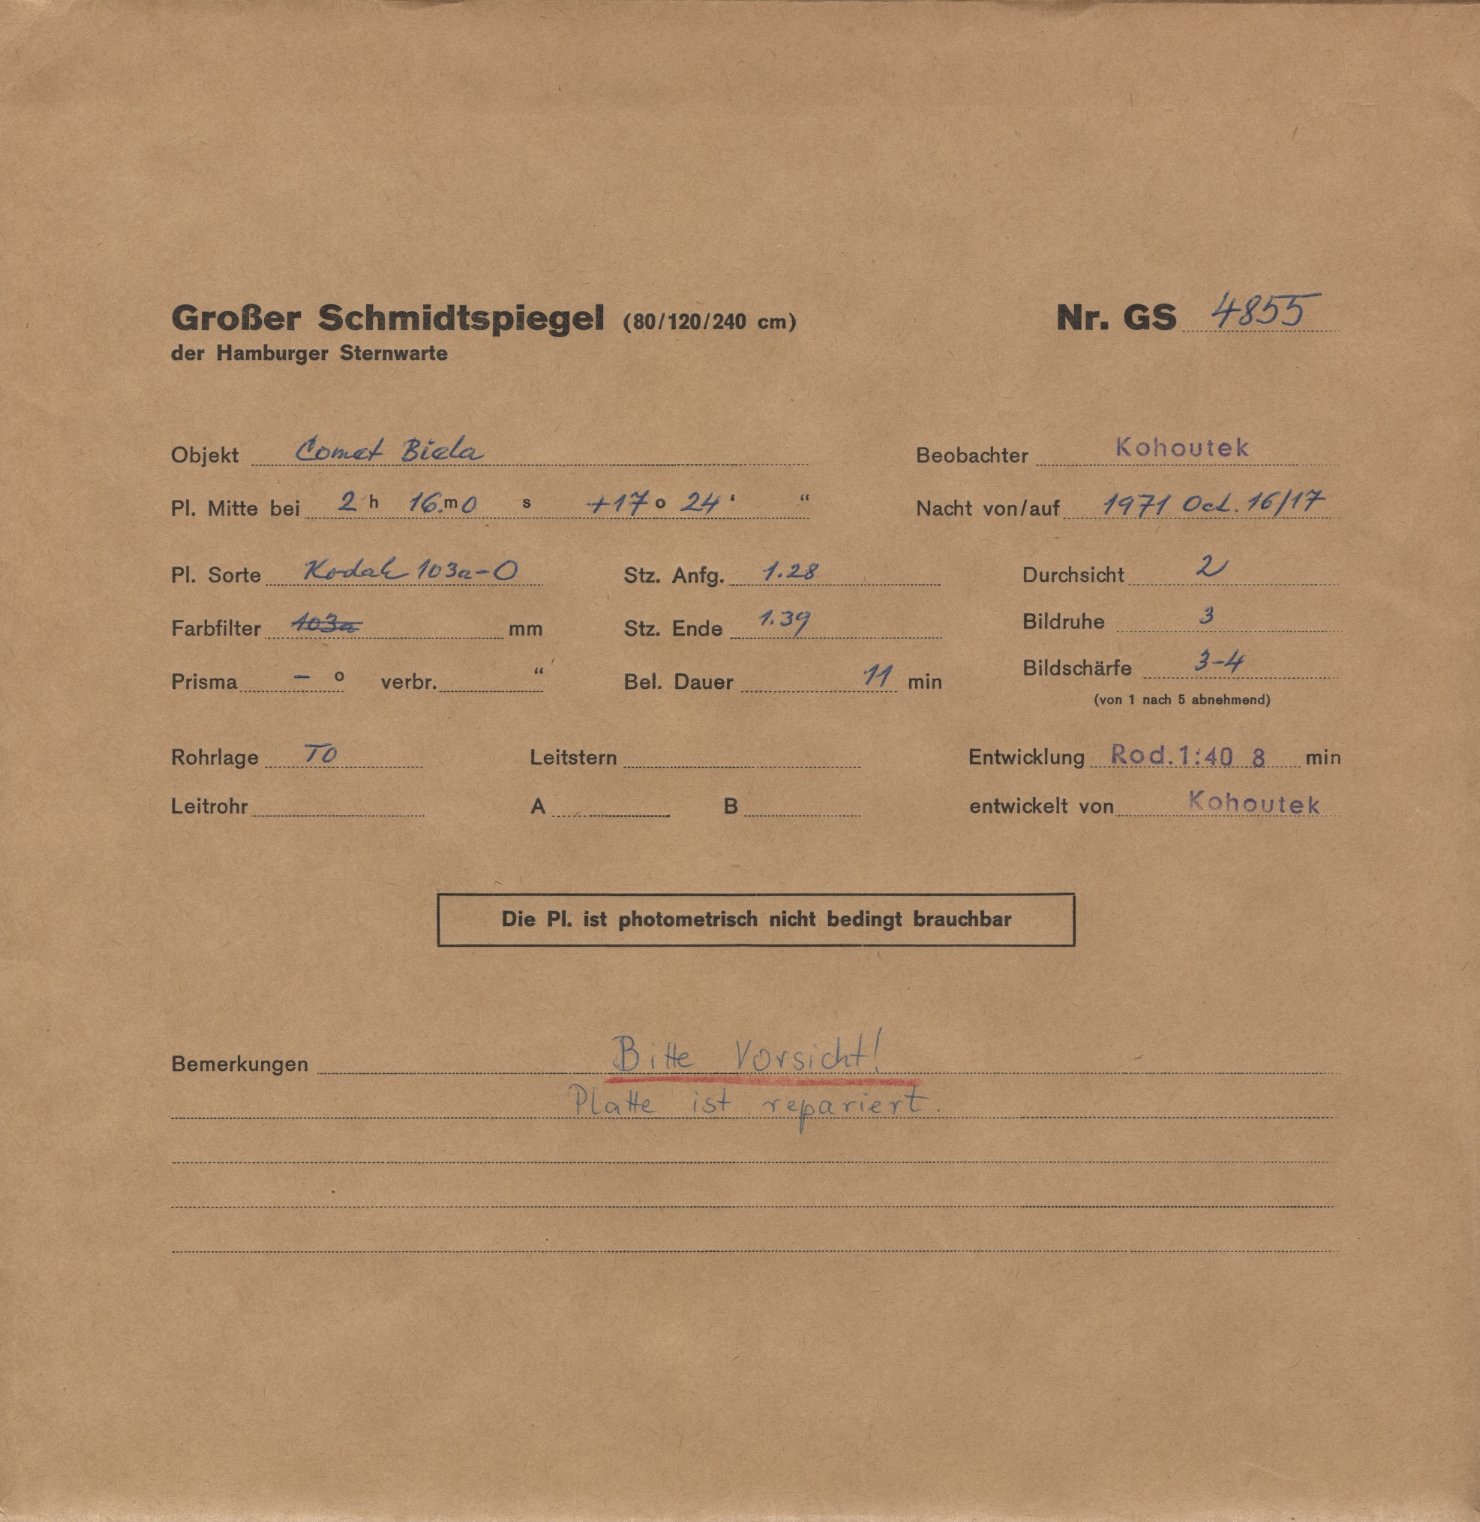 Großer Schmidtspiegel (80/120/240 cm) Nr. GS 4855
der Hamburger Sternwarte
Objekt Comet Biela Beobachter Kohoutek
Pl. Mitte bei 2 h 16.m0 s +17 o 24 ‘ “ Nacht von/auf 1971 Oct. 16/17
Pl. Sorte Kodak 103a-O Stz. Anfg. 1.28 Durchsicht 2
Farbfilter 103a mm Stz. Ende 1.39 Bildruhe 3
Prisma – o verbr. “ Bel. Dauer 11 min Bildschärfe 3-4
(von 1 nach 5 abnehmend)
Rohrlage TO Leitstern Entwicklung Rod.1:40 8 min
Leitrohr A B entwickelt von Kohoutek
Die Pl. ist photometrisch nicht bedingt brauchbar
Bemerkungen Bitte Vorsicht!
Platte ist repariert.